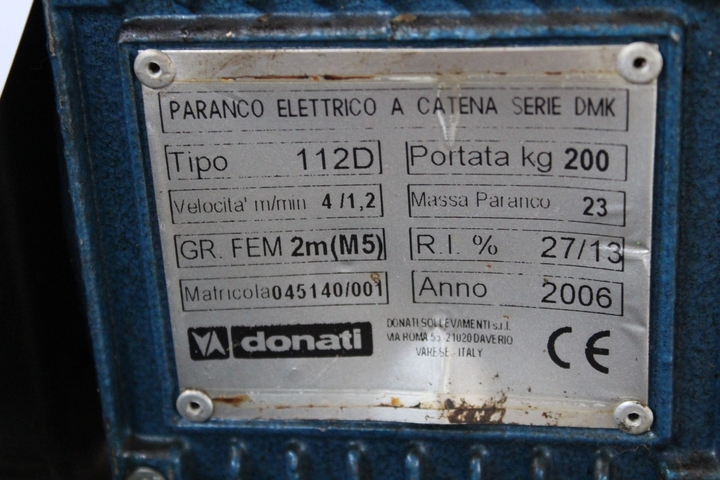 PARANCO ELETTRICO A CATENA SERIE DMK
Tipo 112D
Portata kg 200
Velocita' m/min 4/1,2
Massa Paranco 23
GR. FEM 2m(M5)
R.I. % 27/13
Matricola 045140/001
Anno 2006
donati
DONATI SOLLEVAMENTI s.r.l.
VIA ROMA 53 21020 DAVERIO
VARESE - ITALY
CE